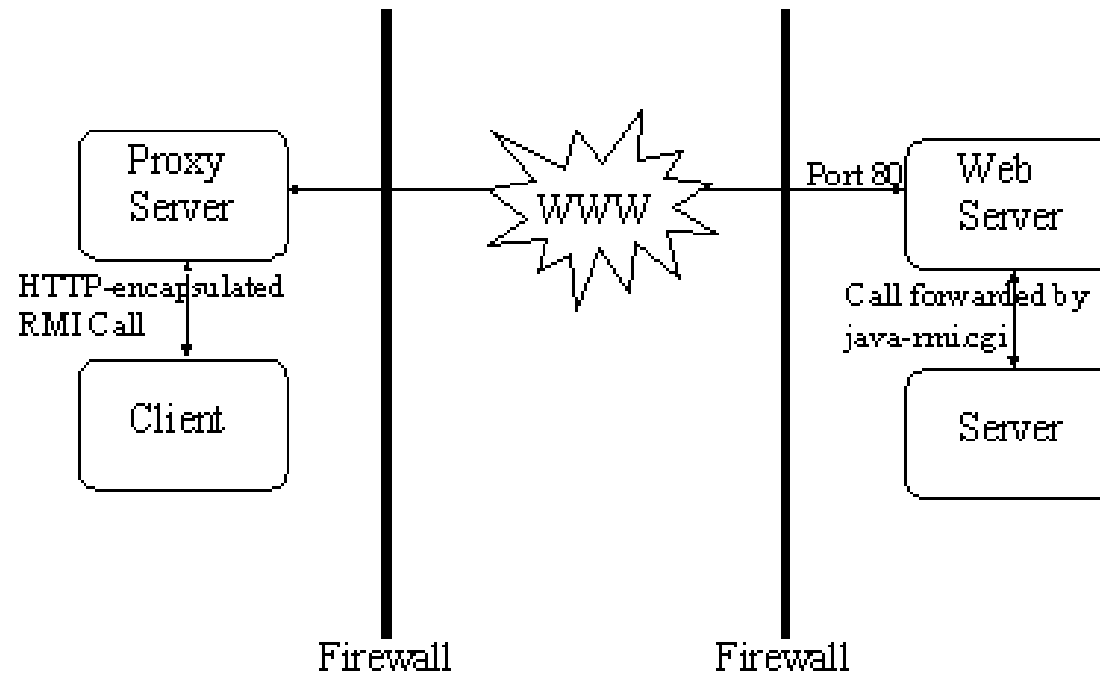 Proxy
Server
HTTP-encapsulated
RMI Call
Client
WWW
Port 80
Web
Server
Call forwarded by
java-rmi.cgi
Server
Firewall
Firewall